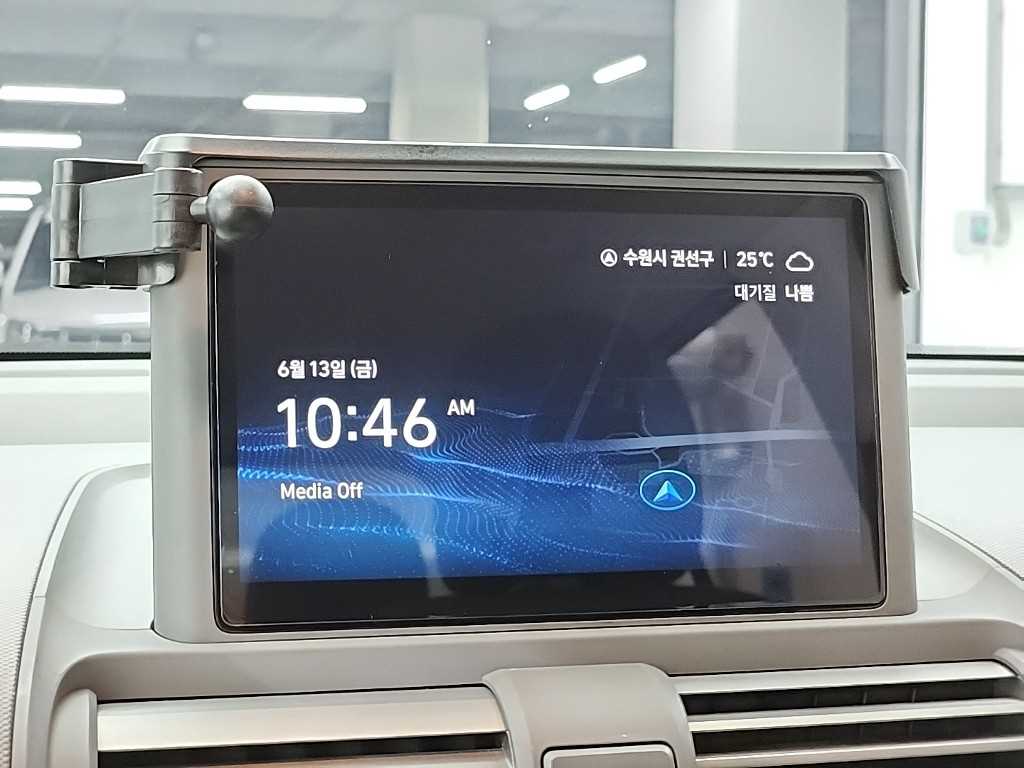 수원시 권선구 | 25℃
대기질 나쁨
6월 13일 (금)
10:46 AM
Media Off